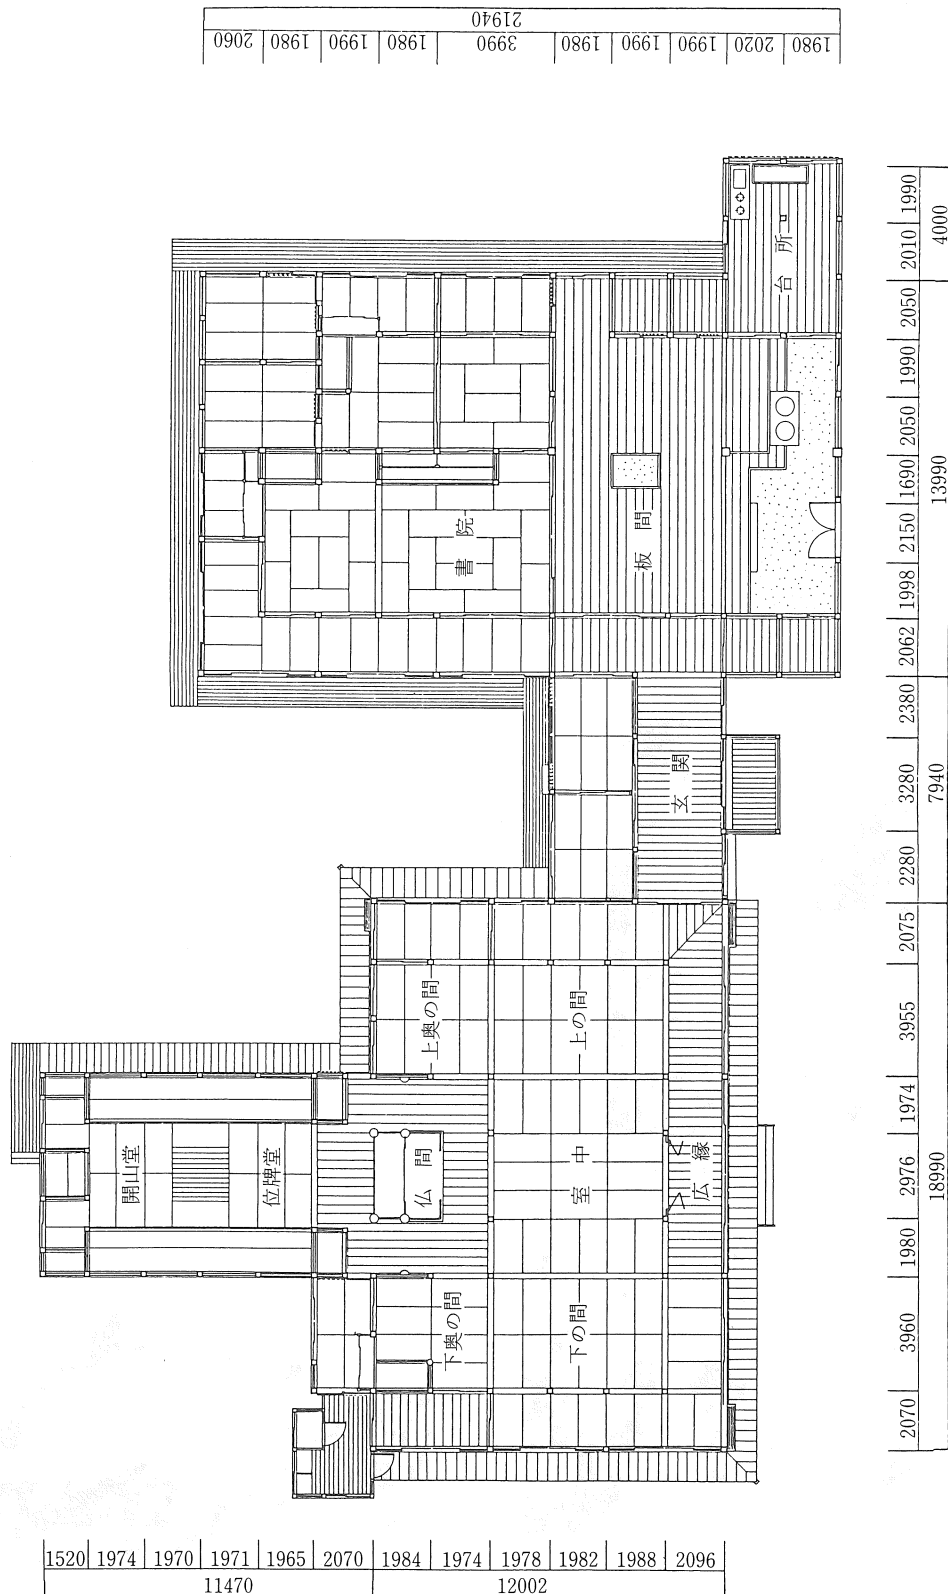 21940
2060 1980 1990 1980 3990 1980 1990 1990 2020 1980
台所
書院
板間
玄関
上奥の間
上の間
開山堂
位牌堂
仏間
室中
広縁
下奥の間
下の間
1990 2010 2050 1990 2050 1690 2150 1998 2062 2380 3280 2280 2075 3955 1974 2976 1980 3960 2070
4000 13990 7940 18990
1520 1974 1970 1971 1965 2070 1984 1974 1978 1982 1988 2096
11470 12002